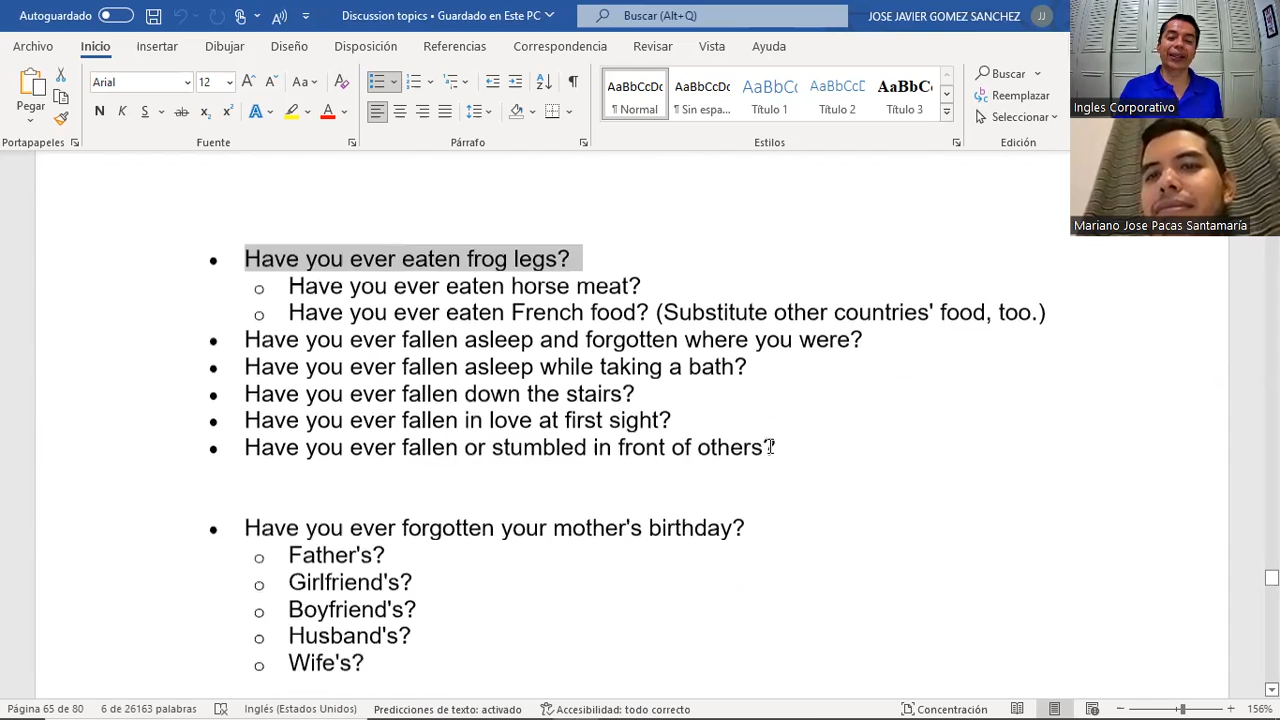 Autoguardado
Discussion topics • Guardado en Este PC
Buscar (Alt+Q)
JOSE JAVIER GOMEZ SANCHEZ
JJ
Archivo Inicio Insertar Dibujar Diseño Disposición Referencias Correspondencia Revisar Vista Ayuda
Pegar
Arial 12
N K S ab x₂ x²
AaBbCcDc AaBbCcDc AaBbCc AaBbCcD AaBbC
¶ Normal ¶ Sin espa... Título 1 Título 2 Título 3
Buscar
Reemplazar
Seleccionar
Portapapeles Fuente Párrafo Estilos Edición
Ingles Corporativo
Mariano Jose Pacas Santamaría
• Have you ever eaten frog legs?
o Have you ever eaten horse meat?
o Have you ever eaten French food? (Substitute other countries' food, too.)
• Have you ever fallen asleep and forgotten where you were?
• Have you ever fallen asleep while taking a bath?
• Have you ever fallen down the stairs?
• Have you ever fallen in love at first sight?
• Have you ever fallen or stumbled in front of others?
• Have you ever forgotten your mother's birthday?
o Father's?
o Girlfriend's?
o Boyfriend's?
o Husband's?
o Wife's?
Página 65 de 80 6 de 26163 palabras Inglés (Estados Unidos) Predicciones de texto: activado Accesibilidad: todo correcto Concentración 156%